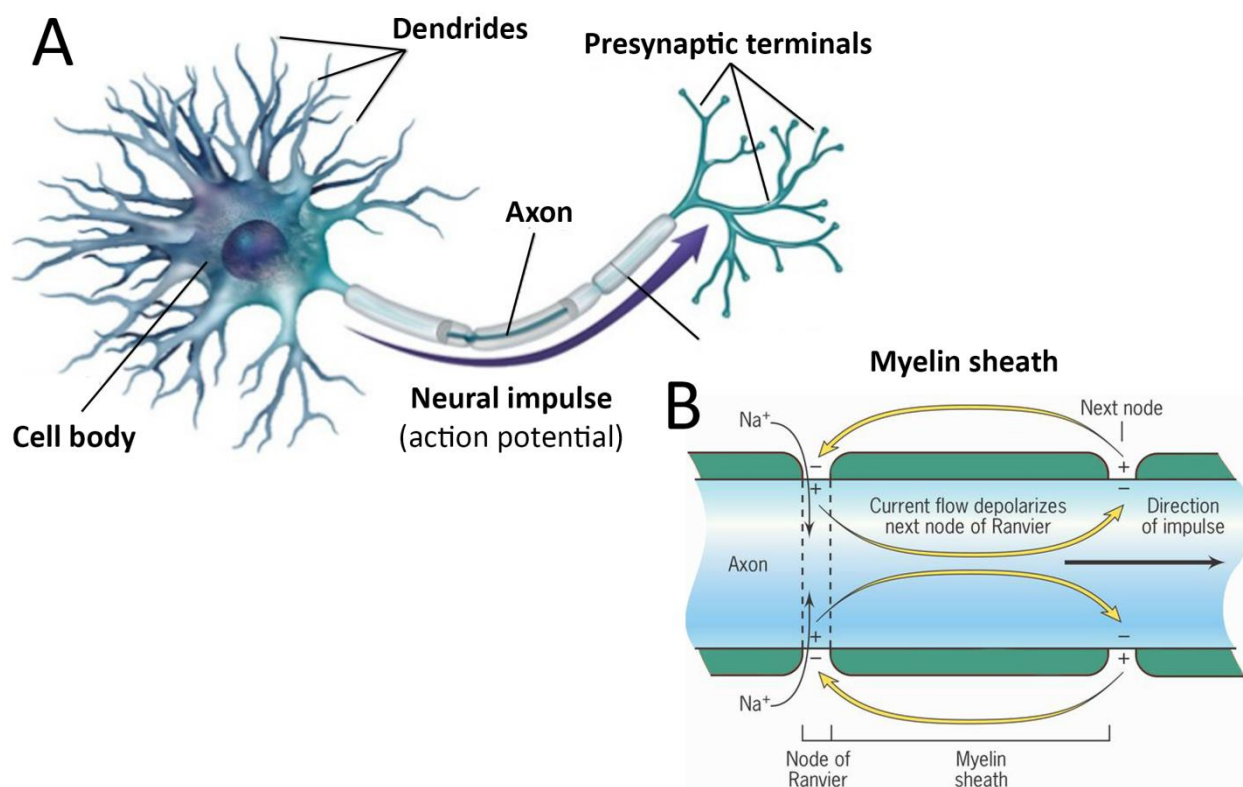 A
Dendrides
Presynaptic terminals
Axon
Neural impulse
(action potential)
Cell body
Myelin sheath
B
Na⁺
Next node
−
+
+
−
Current flow depolarizes
next node of Ranvier
Direction
of impulse
Axon
+
−
−
+
Na⁺
Node of
Ranvier
Myelin
sheath